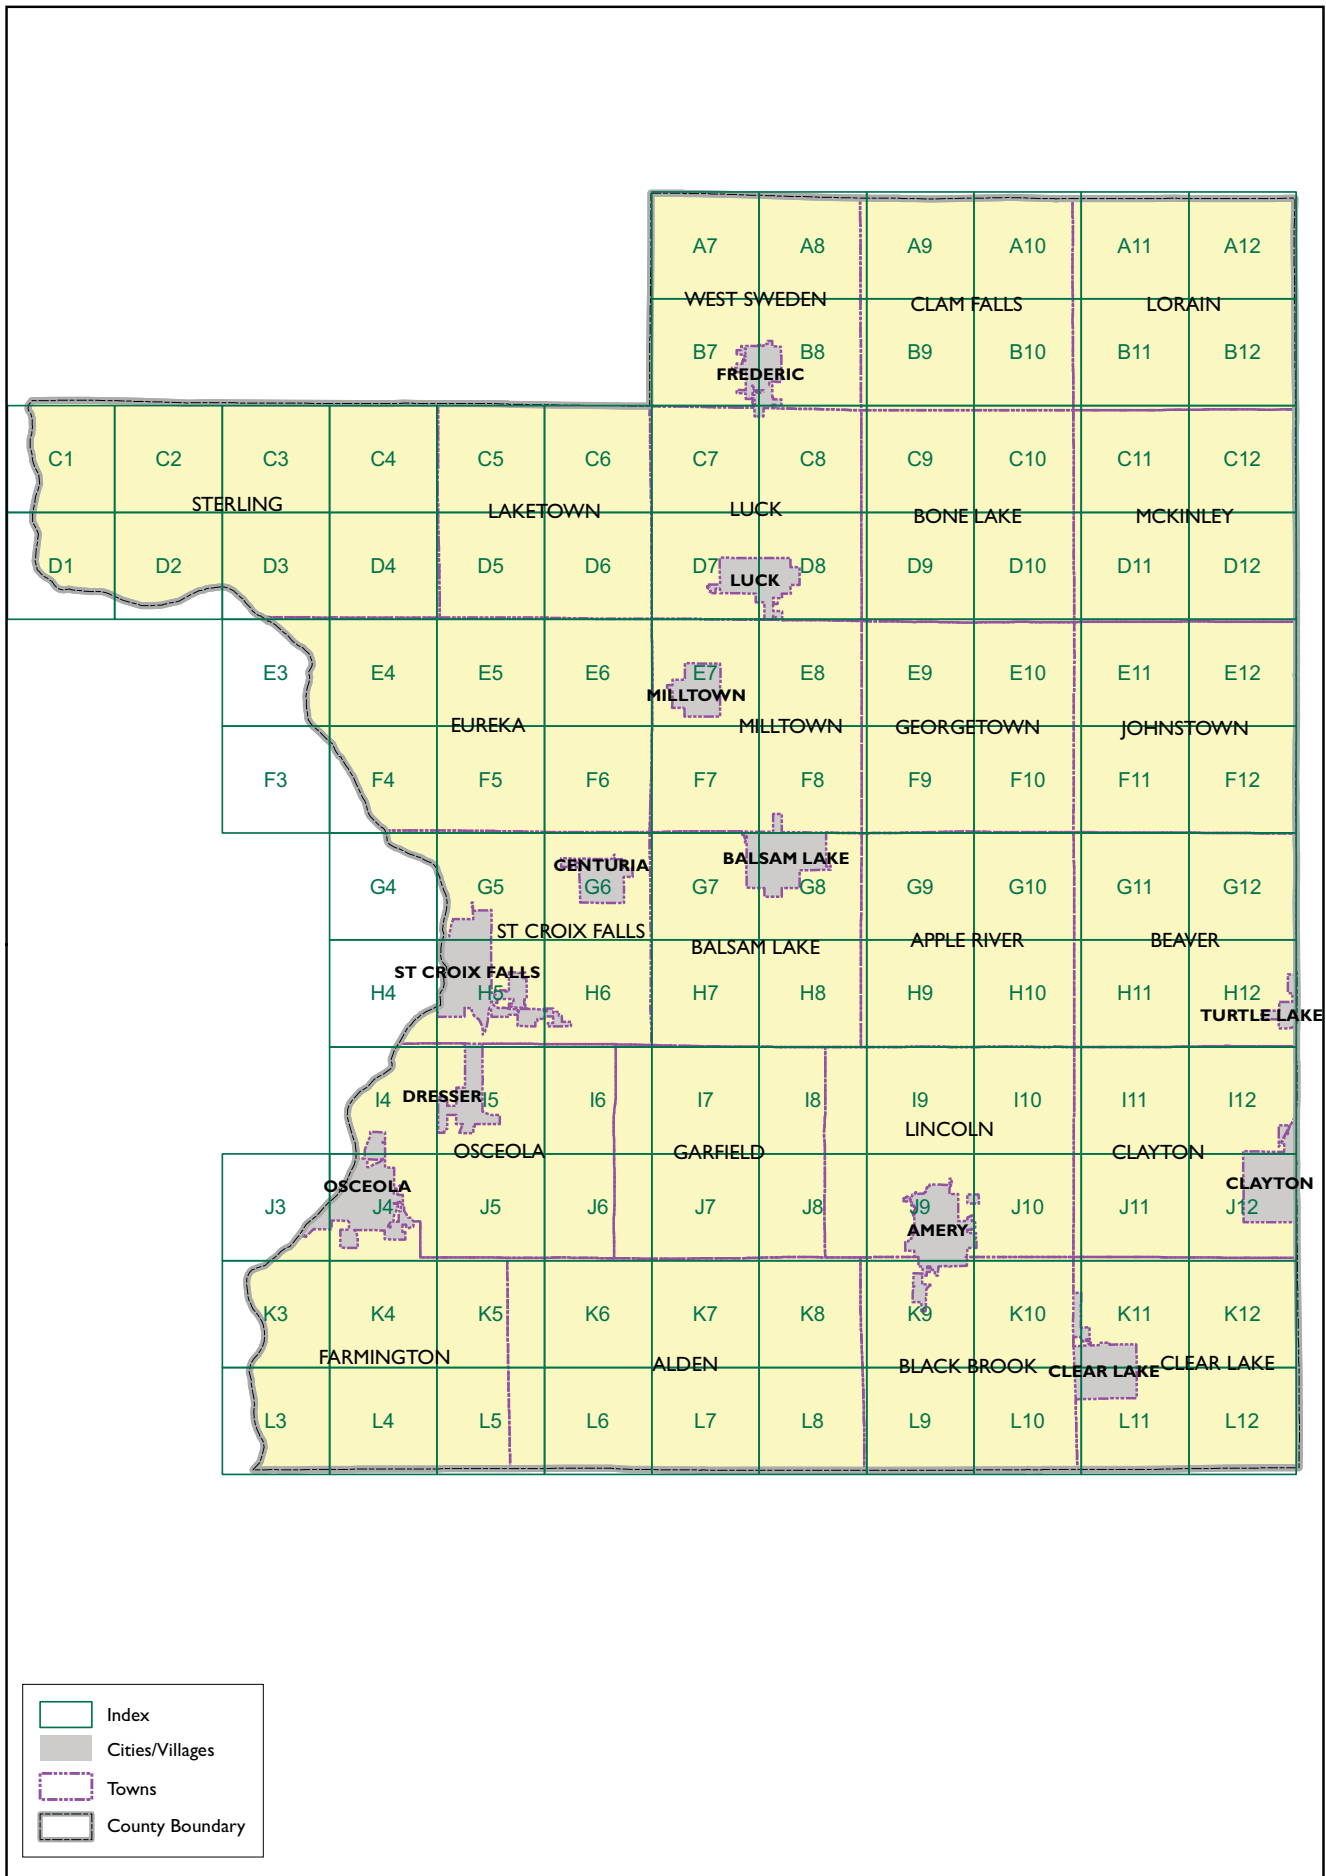 A7 A8 A9 A10 A11 A12
WEST SWEDEN CLAM FALLS LORAIN
B7 B8 B9 B10 B11 B12
FREDERIC
C1 C2 C3 C4 C5 C6 C7 C8 C9 C10 C11 C12
STERLING LAKETOWN LUCK BONE LAKE MCKINLEY
D1 D2 D3 D4 D5 D6 D7 D8 D9 D10 D11 D12
LUCK
E3 E4 E5 E6 E7 E8 E9 E10 E11 E12
MILLTOWN
EUREKA MILLTOWN GEORGETOWN JOHNSTOWN
F3 F4 F5 F6 F7 F8 F9 F10 F11 F12
CENTURIA BALSAM LAKE
G4 G5 G6 G7 G8 G9 G10 G11 G12
ST CROIX FALLS BALSAM LAKE APPLE RIVER BEAVER
ST CROIX FALLS
H4 H5 H6 H7 H8 H9 H10 H11 H12
TURTLE LAKE
DRESSER
I4 I5 I6 I7 I8 I9 I10 I11 I12
LINCOLN
OSCEOLA GARFIELD CLAYTON
OSCEOLA CLAYTON
J3 J4 J5 J6 J7 J8 J9 J10 J11 J12
AMERY
K3 K4 K5 K6 K7 K8 K9 K10 K11 K12
FARMINGTON ALDEN BLACK BROOK CLEAR LAKE CLEAR LAKE
L3 L4 L5 L6 L7 L8 L9 L10 L11 L12
Index
Cities/Villages
Towns
County Boundary